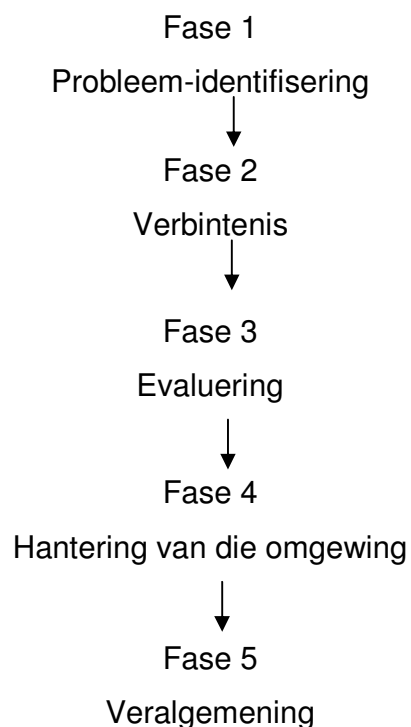 Fase 1
Probleem-identifisering
Fase 2
Verbintenis
Fase 3
Evaluering
Fase 4
Hantering van die omgewing
Fase 5
Veralgemening